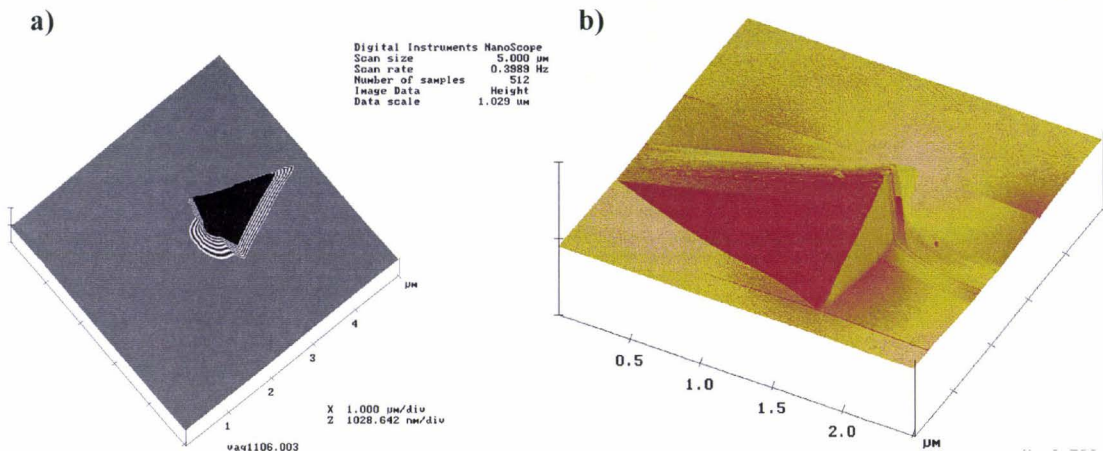 a)
Digital Instruments NanoScope
Scan size 5.000 µm
Scan rate 0.3989 Hz
Number of samples 512
Image Data Height
Data scale 1.029 um
µm
4
3
2
1
X 1.000 µm/div
Z 1028.642 nm/div
vaq1106.003
b)
0.5
1.0
1.5
2.0
µm